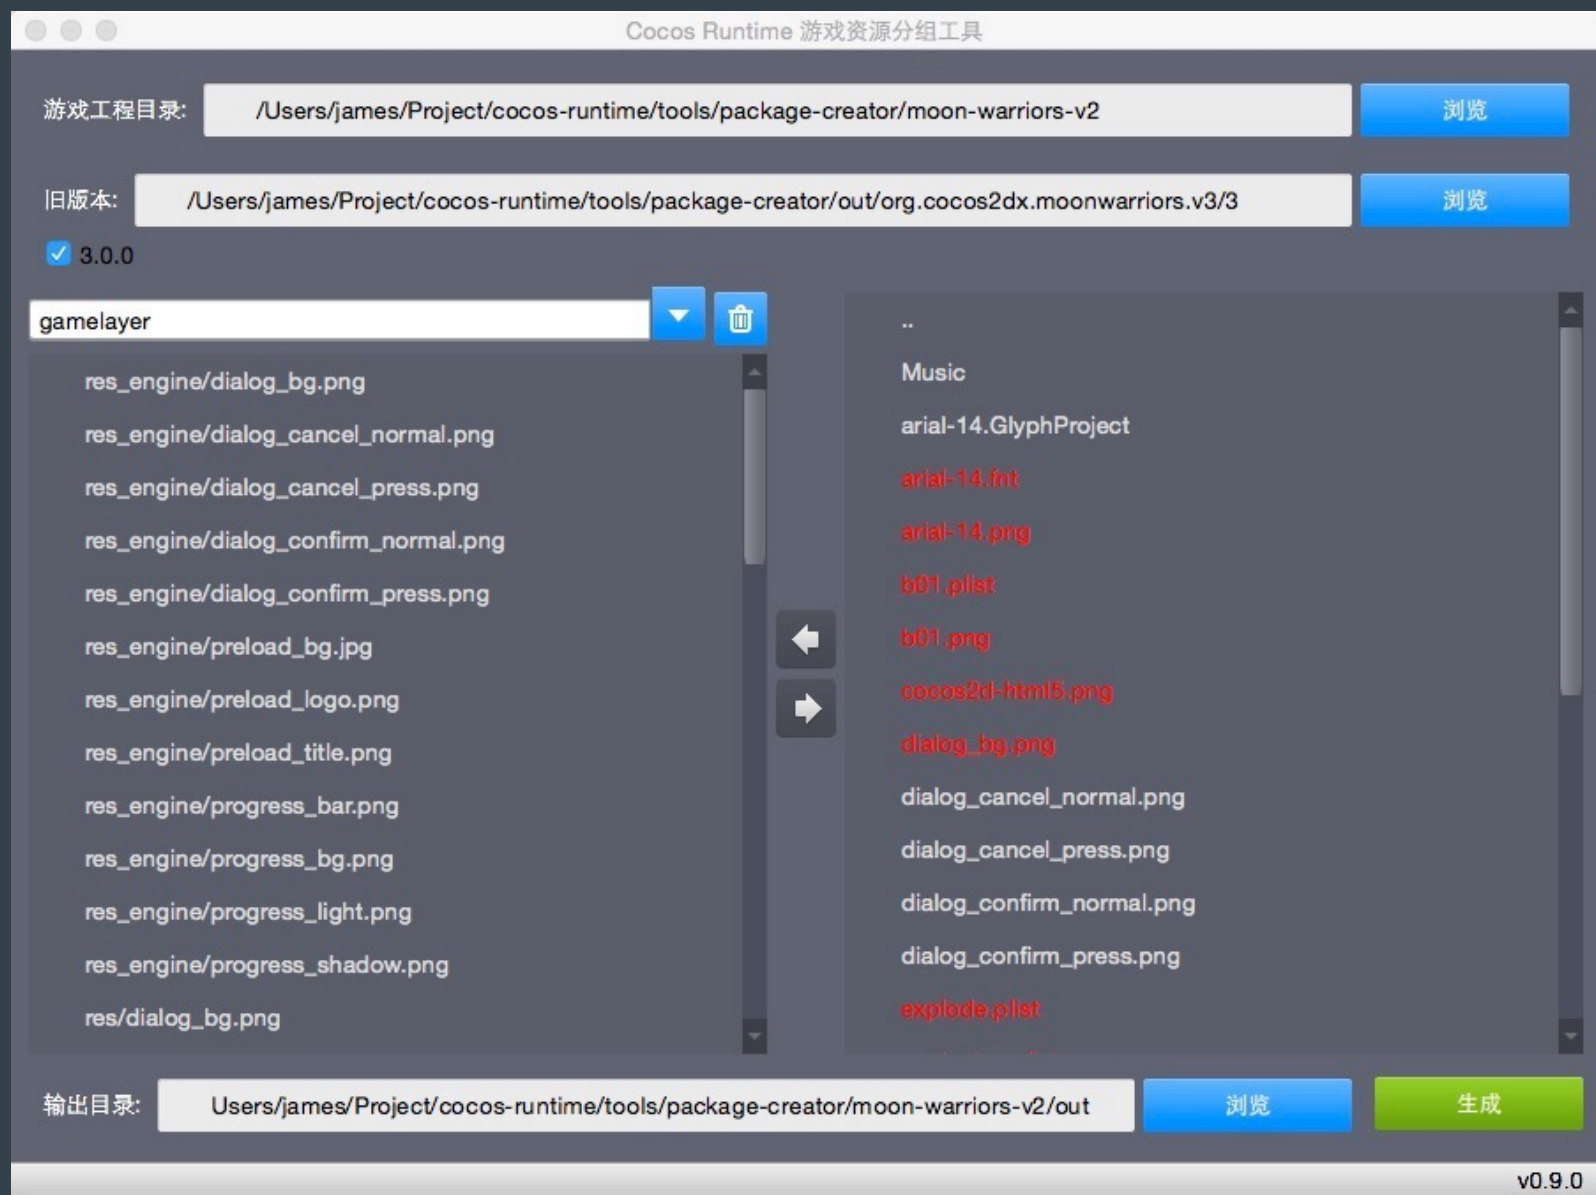 Cocos Runtime 游戏资源分组工具
游戏工程目录: /Users/james/Project/cocos-runtime/tools/package-creator/moon-warriors-v2 浏览
旧版本: /Users/james/Project/cocos-runtime/tools/package-creator/out/org.cocos2dx.moonwarriors.v3/3 浏览
3.0.0
gamelayer
res_engine/dialog_bg.png
res_engine/dialog_cancel_normal.png
res_engine/dialog_cancel_press.png
res_engine/dialog_confirm_normal.png
res_engine/dialog_confirm_press.png
res_engine/preload_bg.jpg
res_engine/preload_logo.png
res_engine/preload_title.png
res_engine/progress_bar.png
res_engine/progress_bg.png
res_engine/progress_light.png
res_engine/progress_shadow.png
res/dialog_bg.png
..
Music
arial-14.GlyphProject
arial-14.fnt
arial-14.png
b01.plist
b01.png
cocos2d-html5.png
dialog_bg.png
dialog_cancel_normal.png
dialog_cancel_press.png
dialog_confirm_normal.png
dialog_confirm_press.png
explode.plist
输出目录: Users/james/Project/cocos-runtime/tools/package-creator/moon-warriors-v2/out 浏览 生成
v0.9.0